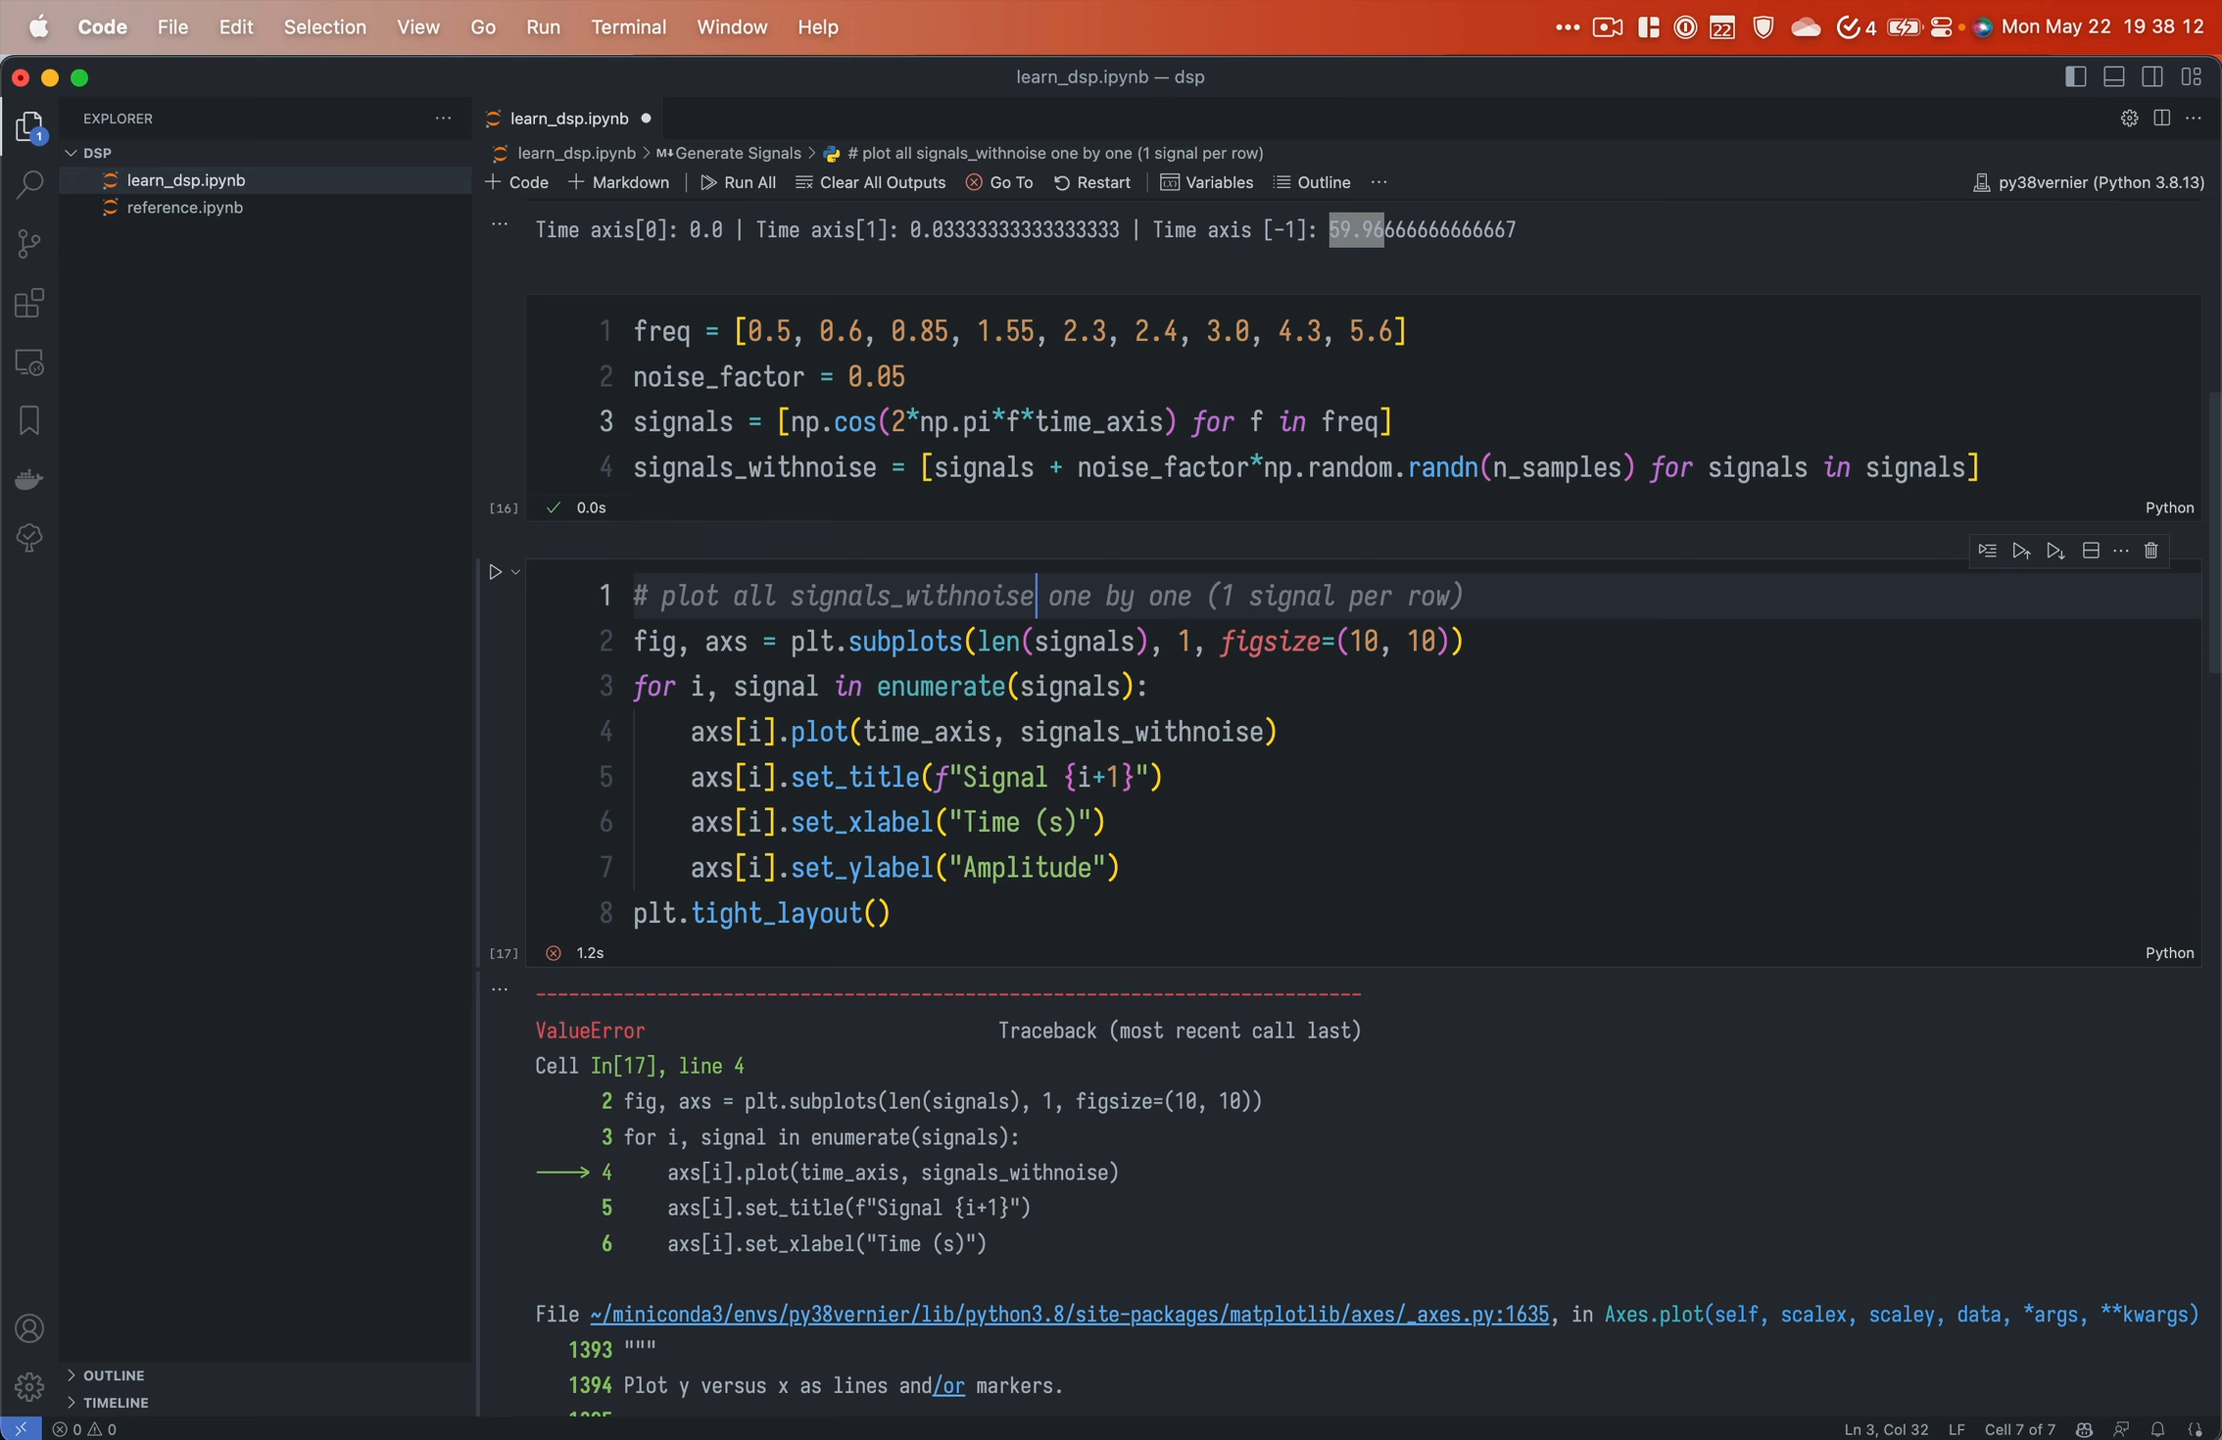 Code File Edit Selection View Go Run Terminal Window Help
22 4 Mon May 22 19 38 12
learn_dsp.ipynb — dsp
1
EXPLORER
DSP
learn_dsp.ipynb
reference.ipynb
learn_dsp.ipynb
learn_dsp.ipynb > M↓Generate Signals > # plot all signals_withnoise one by one (1 signal per row)
+ Code + Markdown | Run All Clear All Outputs Go To Restart | Variables Outline ···
py38vernier (Python 3.8.13)
Time axis[0]: 0.0 | Time axis[1]: 0.03333333333333333 | Time axis [-1]: 59.96666666666667
1 freq = [0.5, 0.6, 0.85, 1.55, 2.3, 2.4, 3.0, 4.3, 5.6]
2 noise_factor = 0.05
3 signals = [np.cos(2*np.pi*f*time_axis) for f in freq]
4 signals_withnoise = [signals + noise_factor*np.random.randn(n_samples) for signals in signals]
[16] 0.0s Python
1 # plot all signals_withnoise one by one (1 signal per row)
2 fig, axs = plt.subplots(len(signals), 1, figsize=(10, 10))
3 for i, signal in enumerate(signals):
4 axs[i].plot(time_axis, signals_withnoise)
5 axs[i].set_title(f"Signal {i+1}")
6 axs[i].set_xlabel("Time (s)")
7 axs[i].set_ylabel("Amplitude")
8 plt.tight_layout()
[17] 1.2s Python
---------------------------------------------------------------------------
ValueError Traceback (most recent call last)
Cell In[17], line 4
2 fig, axs = plt.subplots(len(signals), 1, figsize=(10, 10))
3 for i, signal in enumerate(signals):
4 axs[i].plot(time_axis, signals_withnoise)
5 axs[i].set_title(f"Signal {i+1}")
6 axs[i].set_xlabel("Time (s)")
File ~/miniconda3/envs/py38vernier/lib/python3.8/site-packages/matplotlib/axes/_axes.py:1635, in Axes.plot(self, scalex, scaley, data, *args, **kwargs)
1393 """
1394 Plot y versus x as lines and/or markers.
OUTLINE
TIMELINE
0 0
Ln 3, Col 32 LF Cell 7 of 7